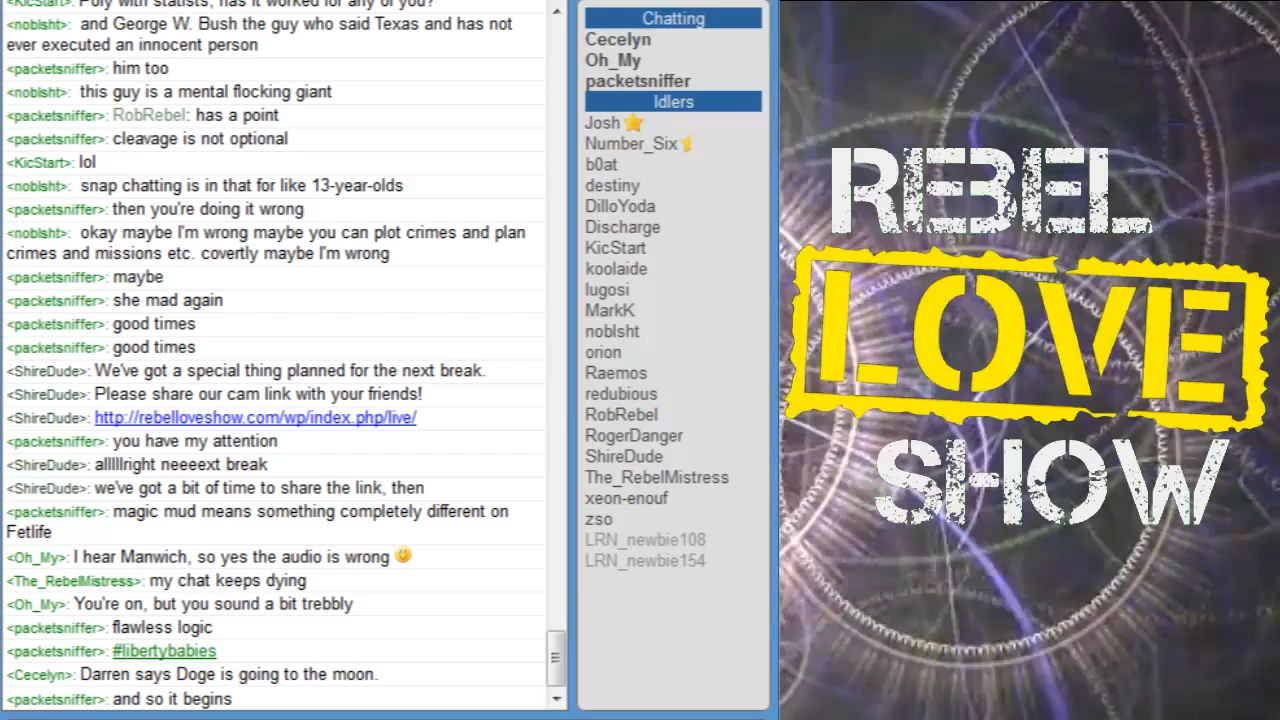 <KicStart>: Poly with statists, has it worked for any of you?
<noblsht>: and George W. Bush the guy who said Texas and has not
ever executed an innocent person
<packetsniffer>: him too
<noblsht>: this guy is a mental flocking giant
<packetsniffer>: RobRebel: has a point
<packetsniffer>: cleavage is not optional
<KicStart>: lol
<noblsht>: snap chatting is in that for like 13-year-olds
<packetsniffer>: then you're doing it wrong
<noblsht>: okay maybe I'm wrong maybe you can plot crimes and plan
crimes and missions etc. covertly maybe I'm wrong
<packetsniffer>: maybe
<packetsniffer>: she mad again
<packetsniffer>: good times
<packetsniffer>: good times
<ShireDude>: We've got a special thing planned for the next break.
<ShireDude>: Please share our cam link with your friends!
<ShireDude>: http://rebelloveshow.com/wp/index.php/live/
<packetsniffer>: you have my attention
<ShireDude>: alllllright neeeext break
<ShireDude>: we've got a bit of time to share the link, then
<packetsniffer>: magic mud means something completely different on
Fetlife
<Oh_My>: I hear Manwich, so yes the audio is wrong
<The_RebelMistress>: my chat keeps dying
<Oh_My>: You're on, but you sound a bit trebbly
<packetsniffer>: flawless logic
<packetsniffer>: #libertybabies
<Cecelyn>: Darren says Doge is going to the moon.
<packetsniffer>: and so it begins
Chatting
Cecelyn
Oh_My
packetsniffer
Idlers
Josh
Number_Six
b0at
destiny
DilloYoda
Discharge
KicStart
koolaide
lugosi
MarkK
noblsht
orion
Raemos
redubious
RobRebel
RogerDanger
ShireDude
The_RebelMistress
xeon-enouf
zso
LRN_newbie108
LRN_newbie154
REBEL
LOVE
SHOW